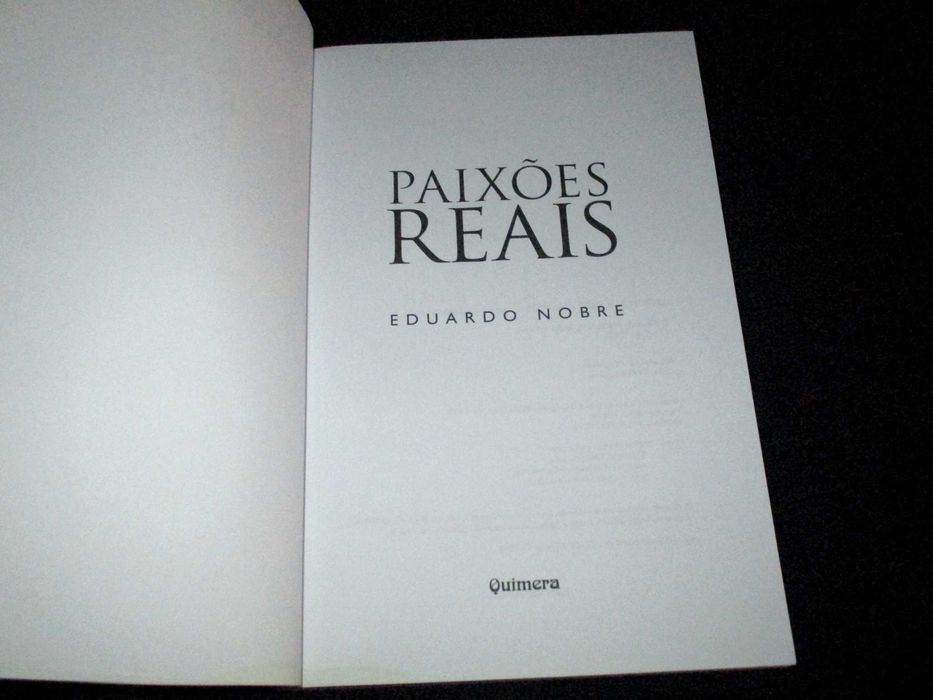 PAIXÕES
REAIS
EDUARDO NOBRE
Quimera